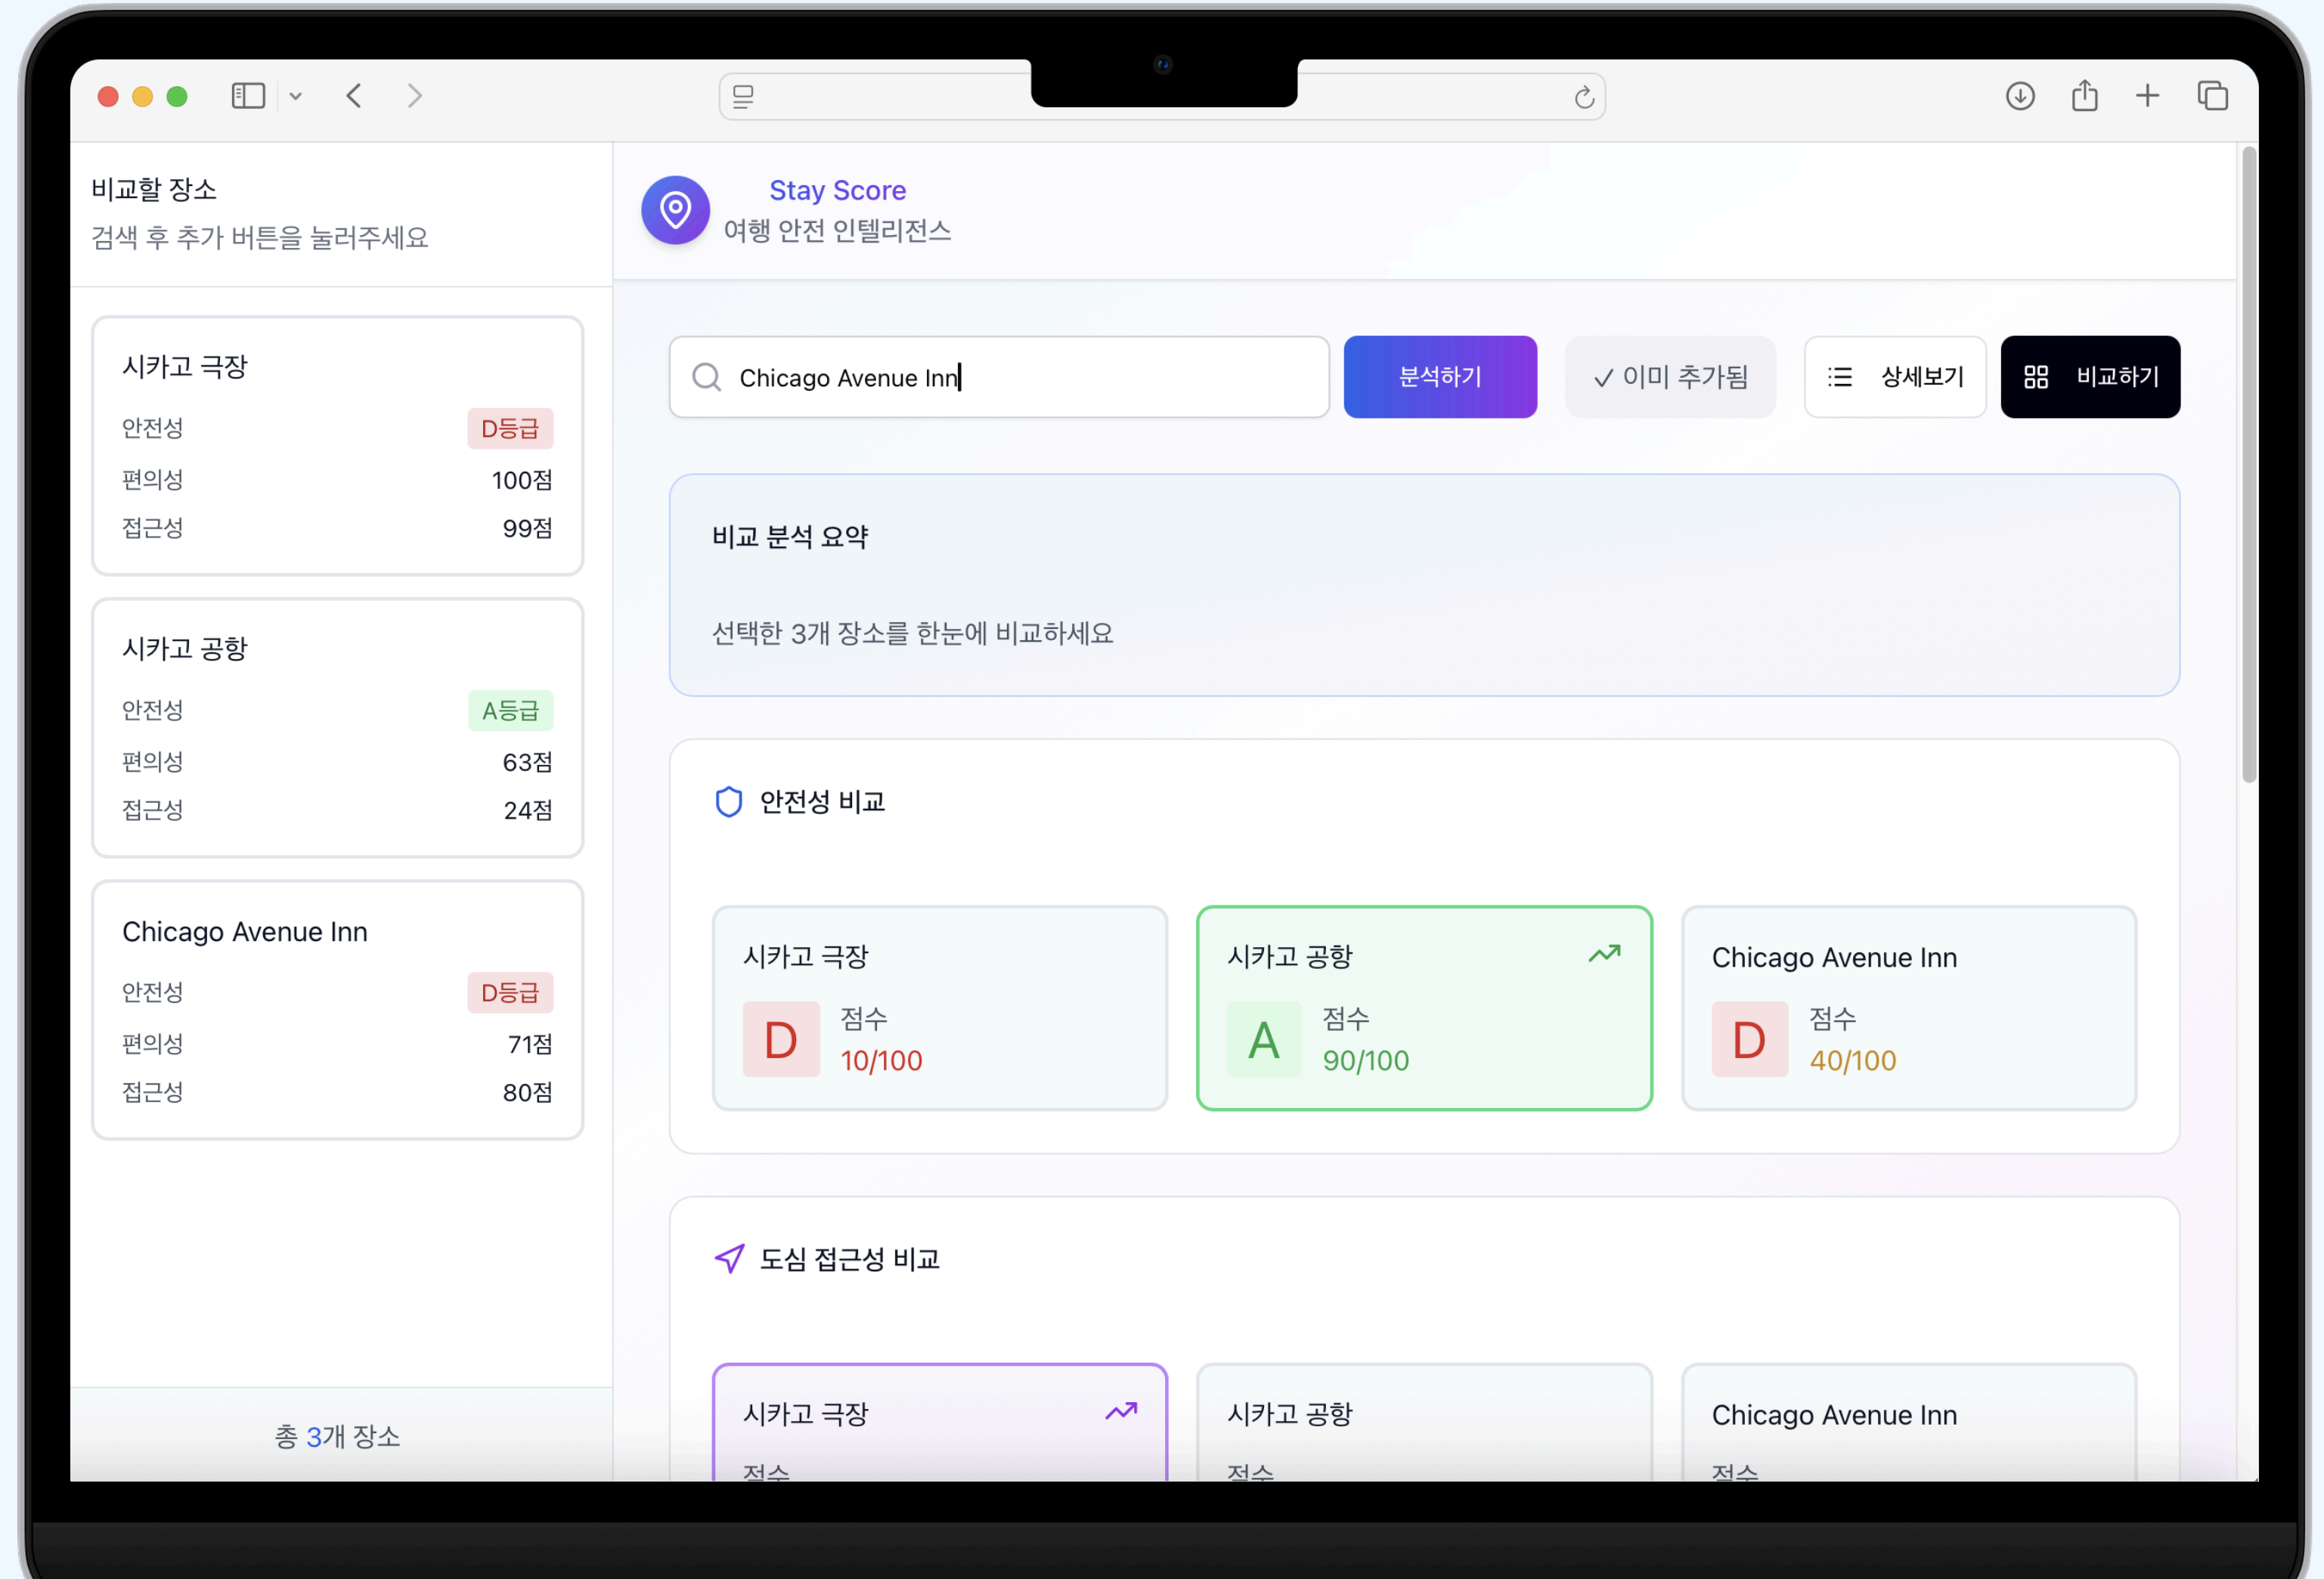 비교할 장소
검색 후 추가 버튼을 눌러주세요
시카고 극장
안전성 D등급
편의성 100점
접근성 99점
시카고 공항
안전성 A등급
편의성 63점
접근성 24점
Chicago Avenue Inn
안전성 D등급
편의성 71점
접근성 80점
총 3개 장소
Stay Score
여행 안전 인텔리전스
Chicago Avenue Inn
분석하기
✓ 이미 추가됨
상세보기
비교하기
비교 분석 요약
선택한 3개 장소를 한눈에 비교하세요
안전성 비교
시카고 극장
D
점수
10/100
시카고 공항
A
점수
90/100
Chicago Avenue Inn
D
점수
40/100
도심 접근성 비교
시카고 극장
점수
시카고 공항
점수
Chicago Avenue Inn
점수